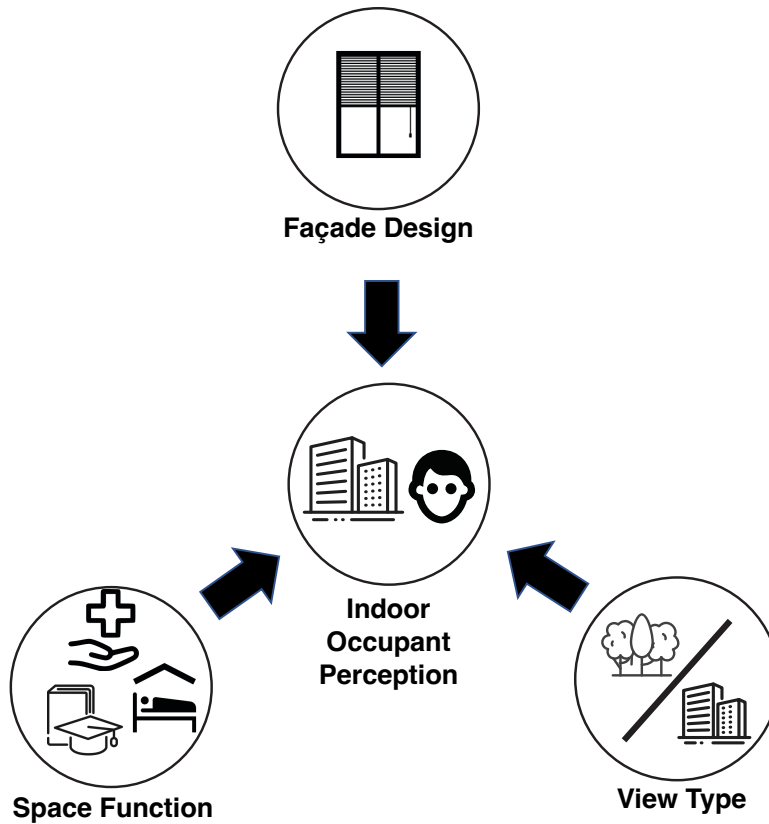 Façade Design
Indoor
Occupant
Perception
Space Function
View Type